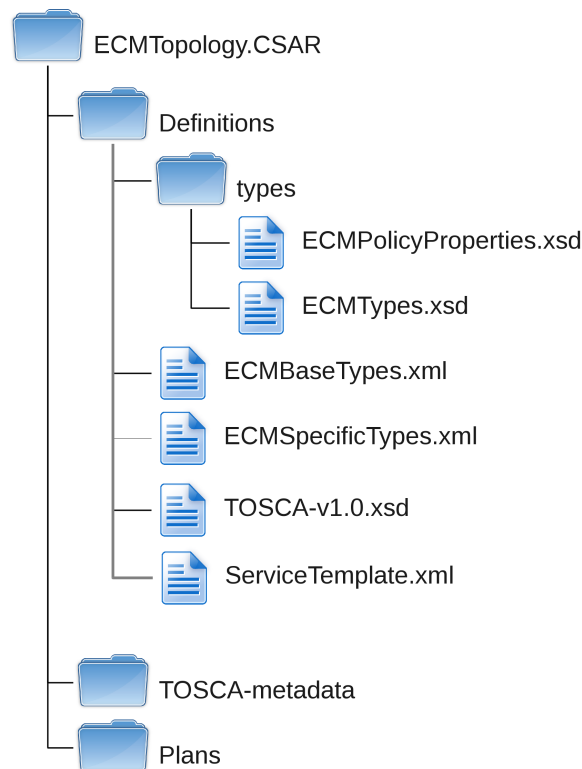 ECMTopology.CSAR
Definitions
types
ECMPolicyProperties.xsd
ECMTypes.xsd
ECMBaseTypes.xml
ECMSpecificTypes.xml
TOSCA-v1.0.xsd
ServiceTemplate.xml
TOSCA-metadata
Plans